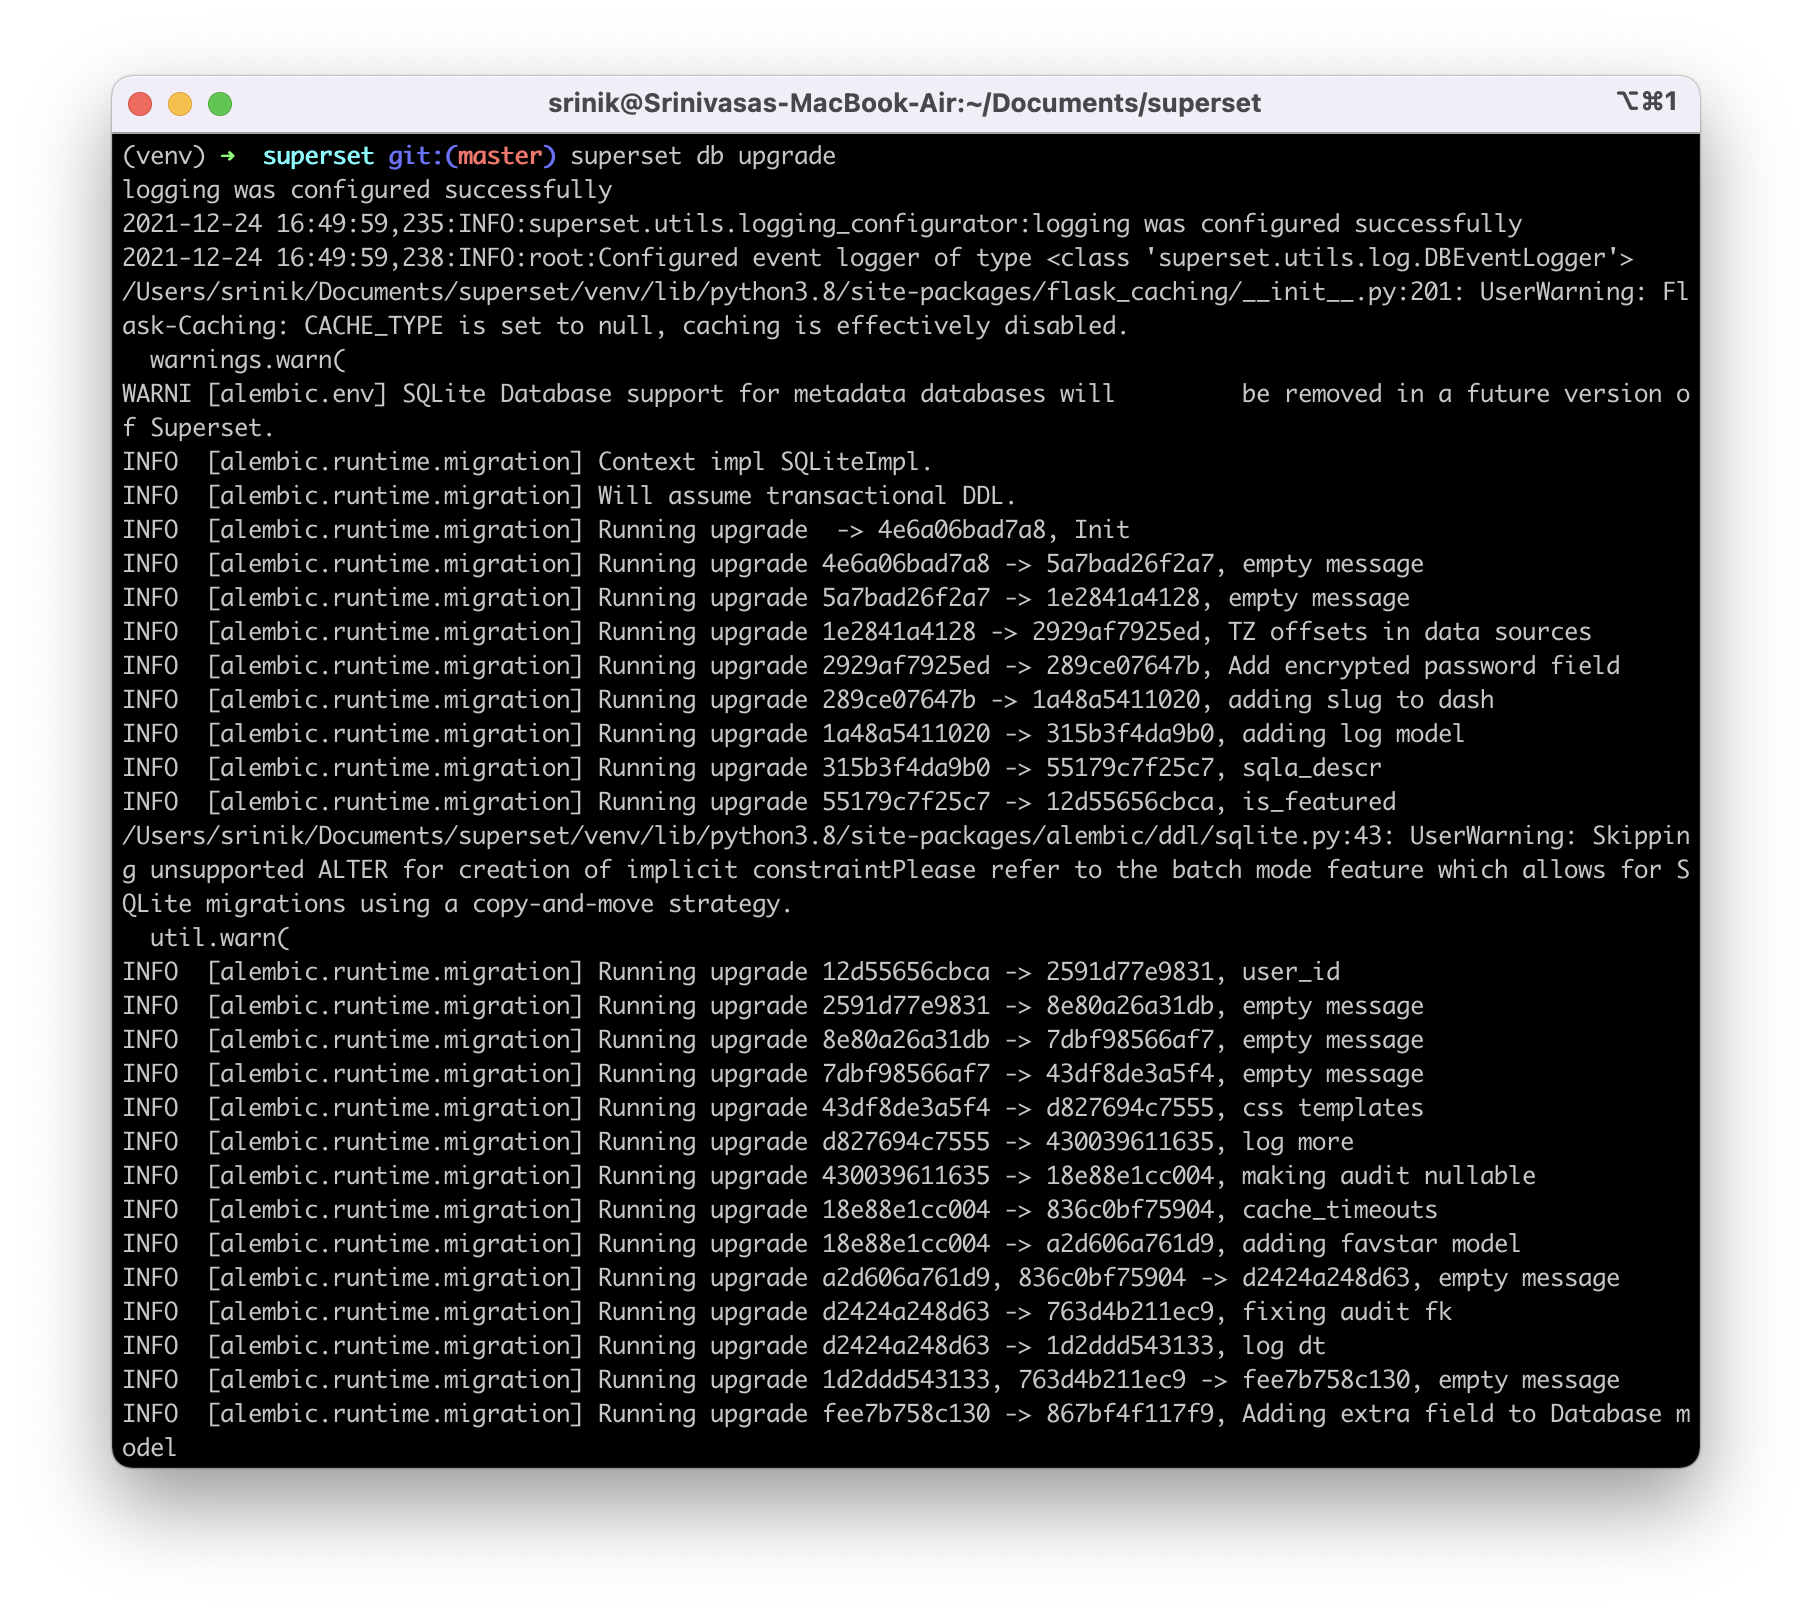 srinik@Srinivasas-MacBook-Air:~/Documents/superset ⌥⌘1
(venv) ➜  superset git:(master) superset db upgrade
logging was configured successfully
2021-12-24 16:49:59,235:INFO:superset.utils.logging_configurator:logging was configured successfully
2021-12-24 16:49:59,238:INFO:root:Configured event logger of type <class 'superset.utils.log.DBEventLogger'>
/Users/srinik/Documents/superset/venv/lib/python3.8/site-packages/flask_caching/__init__.py:201: UserWarning: Fl
ask-Caching: CACHE_TYPE is set to null, caching is effectively disabled.
  warnings.warn(
WARNI [alembic.env] SQLite Database support for metadata databases will         be removed in a future version o
f Superset.
INFO  [alembic.runtime.migration] Context impl SQLiteImpl.
INFO  [alembic.runtime.migration] Will assume transactional DDL.
INFO  [alembic.runtime.migration] Running upgrade  -> 4e6a06bad7a8, Init
INFO  [alembic.runtime.migration] Running upgrade 4e6a06bad7a8 -> 5a7bad26f2a7, empty message
INFO  [alembic.runtime.migration] Running upgrade 5a7bad26f2a7 -> 1e2841a4128, empty message
INFO  [alembic.runtime.migration] Running upgrade 1e2841a4128 -> 2929af7925ed, TZ offsets in data sources
INFO  [alembic.runtime.migration] Running upgrade 2929af7925ed -> 289ce07647b, Add encrypted password field
INFO  [alembic.runtime.migration] Running upgrade 289ce07647b -> 1a48a5411020, adding slug to dash
INFO  [alembic.runtime.migration] Running upgrade 1a48a5411020 -> 315b3f4da9b0, adding log model
INFO  [alembic.runtime.migration] Running upgrade 315b3f4da9b0 -> 55179c7f25c7, sqla_descr
INFO  [alembic.runtime.migration] Running upgrade 55179c7f25c7 -> 12d55656cbca, is_featured
/Users/srinik/Documents/superset/venv/lib/python3.8/site-packages/alembic/ddl/sqlite.py:43: UserWarning: Skippin
g unsupported ALTER for creation of implicit constraintPlease refer to the batch mode feature which allows for S
QLite migrations using a copy-and-move strategy.
  util.warn(
INFO  [alembic.runtime.migration] Running upgrade 12d55656cbca -> 2591d77e9831, user_id
INFO  [alembic.runtime.migration] Running upgrade 2591d77e9831 -> 8e80a26a31db, empty message
INFO  [alembic.runtime.migration] Running upgrade 8e80a26a31db -> 7dbf98566af7, empty message
INFO  [alembic.runtime.migration] Running upgrade 7dbf98566af7 -> 43df8de3a5f4, empty message
INFO  [alembic.runtime.migration] Running upgrade 43df8de3a5f4 -> d827694c7555, css templates
INFO  [alembic.runtime.migration] Running upgrade d827694c7555 -> 430039611635, log more
INFO  [alembic.runtime.migration] Running upgrade 430039611635 -> 18e88e1cc004, making audit nullable
INFO  [alembic.runtime.migration] Running upgrade 18e88e1cc004 -> 836c0bf75904, cache_timeouts
INFO  [alembic.runtime.migration] Running upgrade 18e88e1cc004 -> a2d606a761d9, adding favstar model
INFO  [alembic.runtime.migration] Running upgrade a2d606a761d9, 836c0bf75904 -> d2424a248d63, empty message
INFO  [alembic.runtime.migration] Running upgrade d2424a248d63 -> 763d4b211ec9, fixing audit fk
INFO  [alembic.runtime.migration] Running upgrade d2424a248d63 -> 1d2ddd543133, log dt
INFO  [alembic.runtime.migration] Running upgrade 1d2ddd543133, 763d4b211ec9 -> fee7b758c130, empty message
INFO  [alembic.runtime.migration] Running upgrade fee7b758c130 -> 867bf4f117f9, Adding extra field to Database m
odel